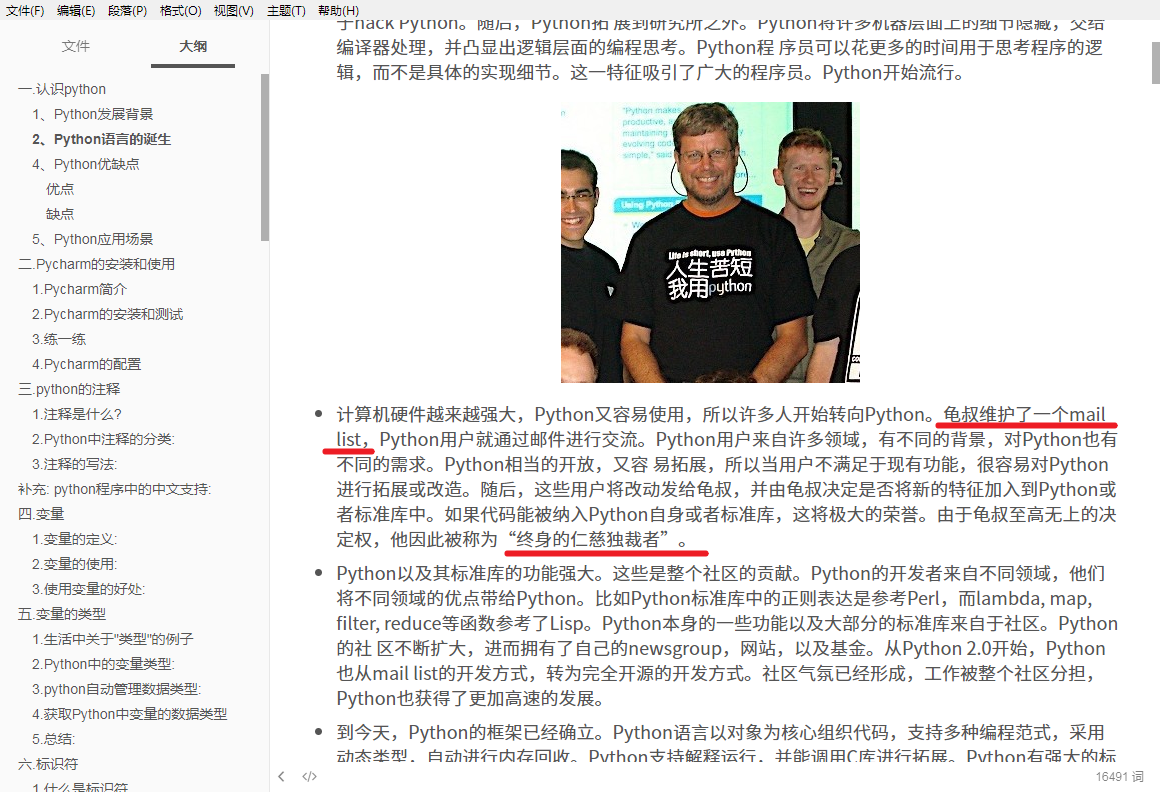 文件(F) 编辑(E) 段落(P) 格式(O) 视图(V) 主题(T) 帮助(H)
文件 大纲
一.认识python
1、Python发展背景
2、Python语言的诞生
4、Python优缺点
优点
缺点
5、Python应用场景
二.Pycharm的安装和使用
1.Pycharm简介
2.Pycharm的安装和测试
3.练一练
4.Pycharm的配置
三.python的注释
1.注释是什么?
2.Python中注释的分类:
3.注释的写法:
补充: python程序中的中文支持:
四.变量
1.变量的定义:
2.变量的使用:
3.使用变量的好处:
五.变量的类型
1.生活中关于"类型"的例子
2.Python中的变量类型:
3.python自动管理数据类型:
4.获取Python中变量的数据类型
5.总结:
六.标识符
1.什么是标识符
于hack Python。随后，Python拓 展到研究所之外。Python将许多机器层面上的细节隐藏，交给
编译器处理，并凸显出逻辑层面的编程思考。Python程 序员可以花更多的时间用于思考程序的逻
辑，而不是具体的实现细节。这一特征吸引了广大的程序员。Python开始流行。
"Python makes
productive,
maintaining
evolving cod
simple," said
more...
Using Python
Life is short, use Python
人生苦短
我用python
计算机硬件越来越强大，Python又容易使用，所以许多人开始转向Python。龟叔维护了一个mail
list，Python用户就通过邮件进行交流。Python用户来自许多领域，有不同的背景，对Python也有
不同的需求。Python相当的开放，又容 易拓展，所以当用户不满足于现有功能，很容易对Python
进行拓展或改造。随后，这些用户将改动发给龟叔，并由龟叔决定是否将新的特征加入到Python或
者标准库中。如果代码能被纳入Python自身或者标准库，这将极大的荣誉。由于龟叔至高无上的决
定权，他因此被称为“终身的仁慈独裁者”。
Python以及其标准库的功能强大。这些是整个社区的贡献。Python的开发者来自不同领域，他们
将不同领域的优点带给Python。比如Python标准库中的正则表达是参考Perl，而lambda, map,
filter, reduce等函数参考了Lisp。Python本身的一些功能以及大部分的标准库来自于社区。Python
的社 区不断扩大，进而拥有了自己的newsgroup，网站，以及基金。从Python 2.0开始，Python
也从mail list的开发方式，转为完全开源的开发方式。社区气氛已经形成，工作被整个社区分担，
Python也获得了更加高速的发展。
到今天，Python的框架已经确立。Python语言以对象为核心组织代码，支持多种编程范式，采用
动态类型，自动进行内存回收。Python支持解释运行，并能调用C库进行拓展。Python有强大的标
16491 词